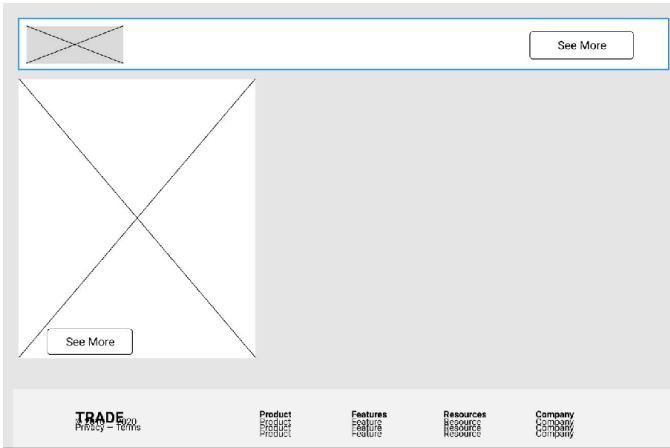 See More
See More
TRADE
2020
Privacy — Terms
Product Features Resources Company
Product Feature Resource Company
Product Feature Resource Company
Product Feature Resource Company